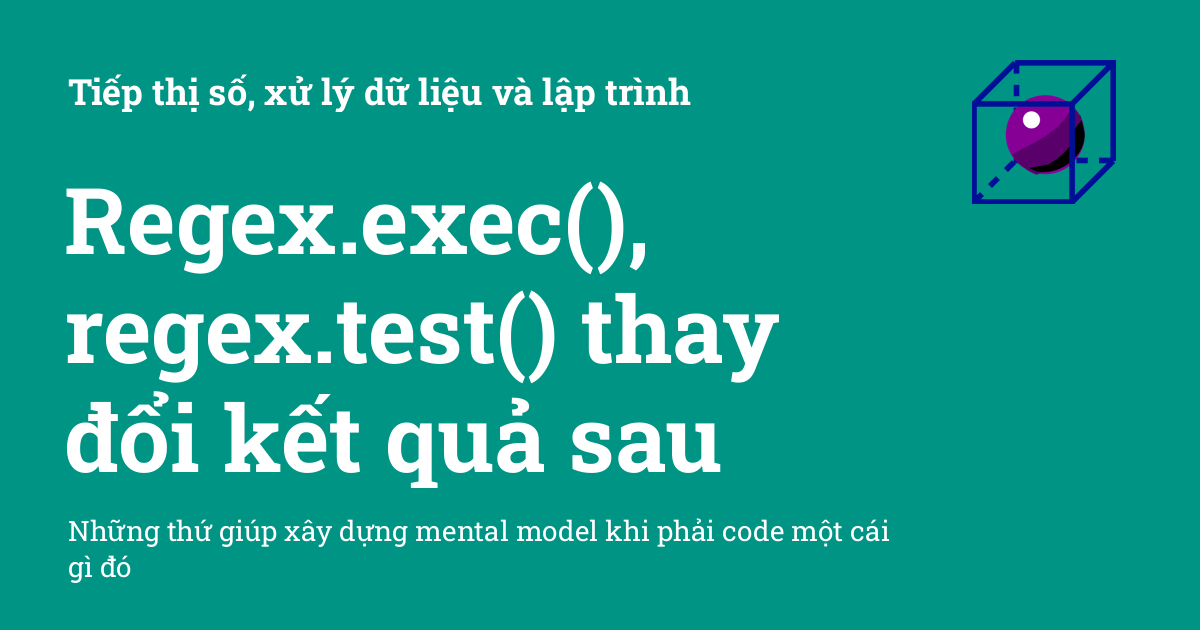 Tiếp thị số, xử lý dữ liệu và lập trình
Regex.exec(),
regex.test() thay
đổi kết quả sau
Những thứ giúp xây dựng mental model khi phải code một cái
gì đó